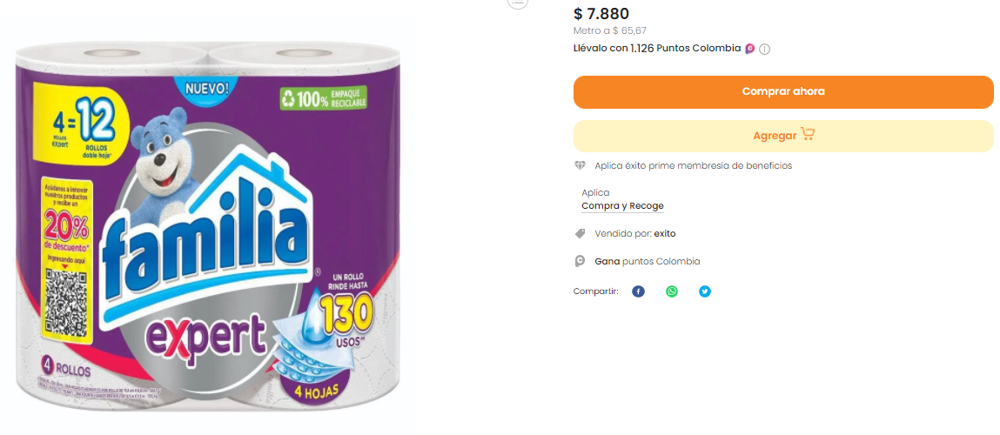 NUEVO!
100% EMPAQUE RECICLABLE
4=12
ROLLOS eXpert
ROLLOS doble hoja*
Ayúdanos a innovar
nuestros productos
y recibe un
20%
de descuento*
Ingresando aquí
familia®
expert
UN ROLLO
RINDE HASTA
130
USOS**
4 ROLLOS
4 HOJAS
$ 7.880
Metro a $ 65,67
Llévalo con 1.126 Puntos Colombia
Comprar ahora
Agregar
Aplica éxito prime membresía de beneficios
Aplica
Compra y Recoge
Vendido por: exito
Gana puntos Colombia
Compartir: